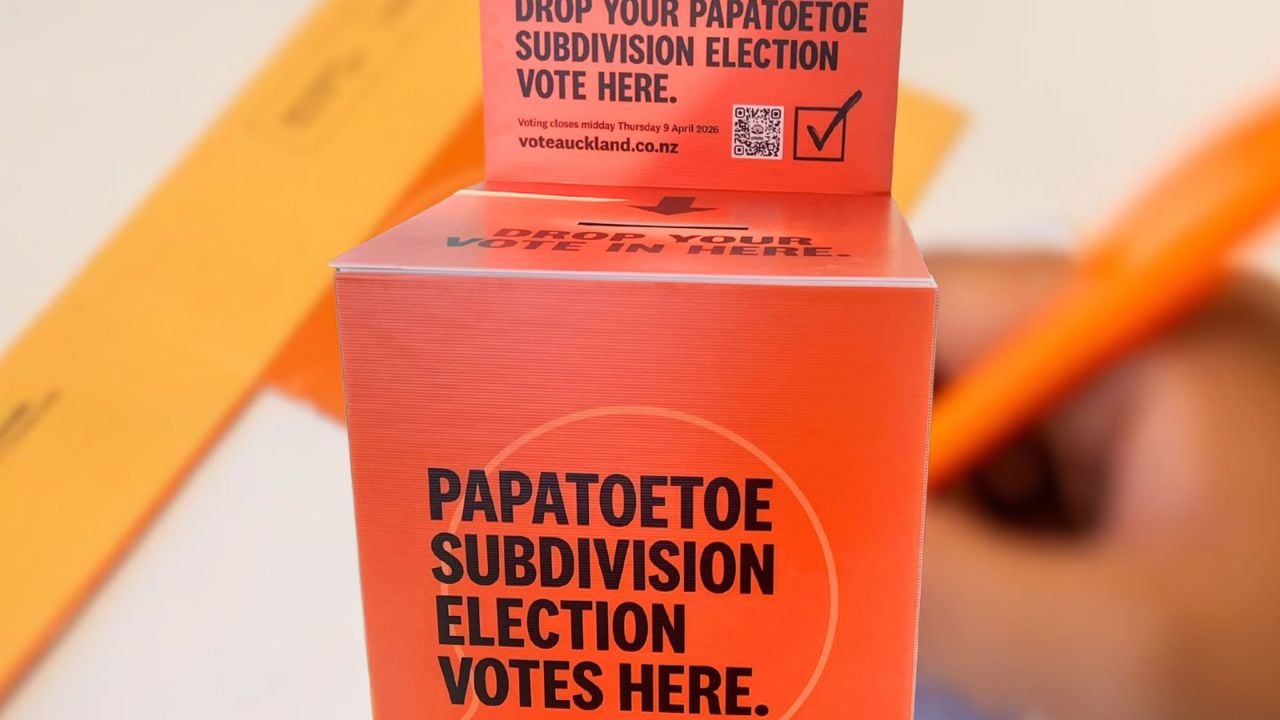 DROP YOUR PAPATOETOE
SUBDIVISION ELECTION
VOTE HERE.
Voting closes midday Thursday 9 April 2026
voteauckland.co.nz
DROP YOUR
VOTE IN HERE.
PAPATOETOE
SUBDIVISION
ELECTION
VOTES HERE.